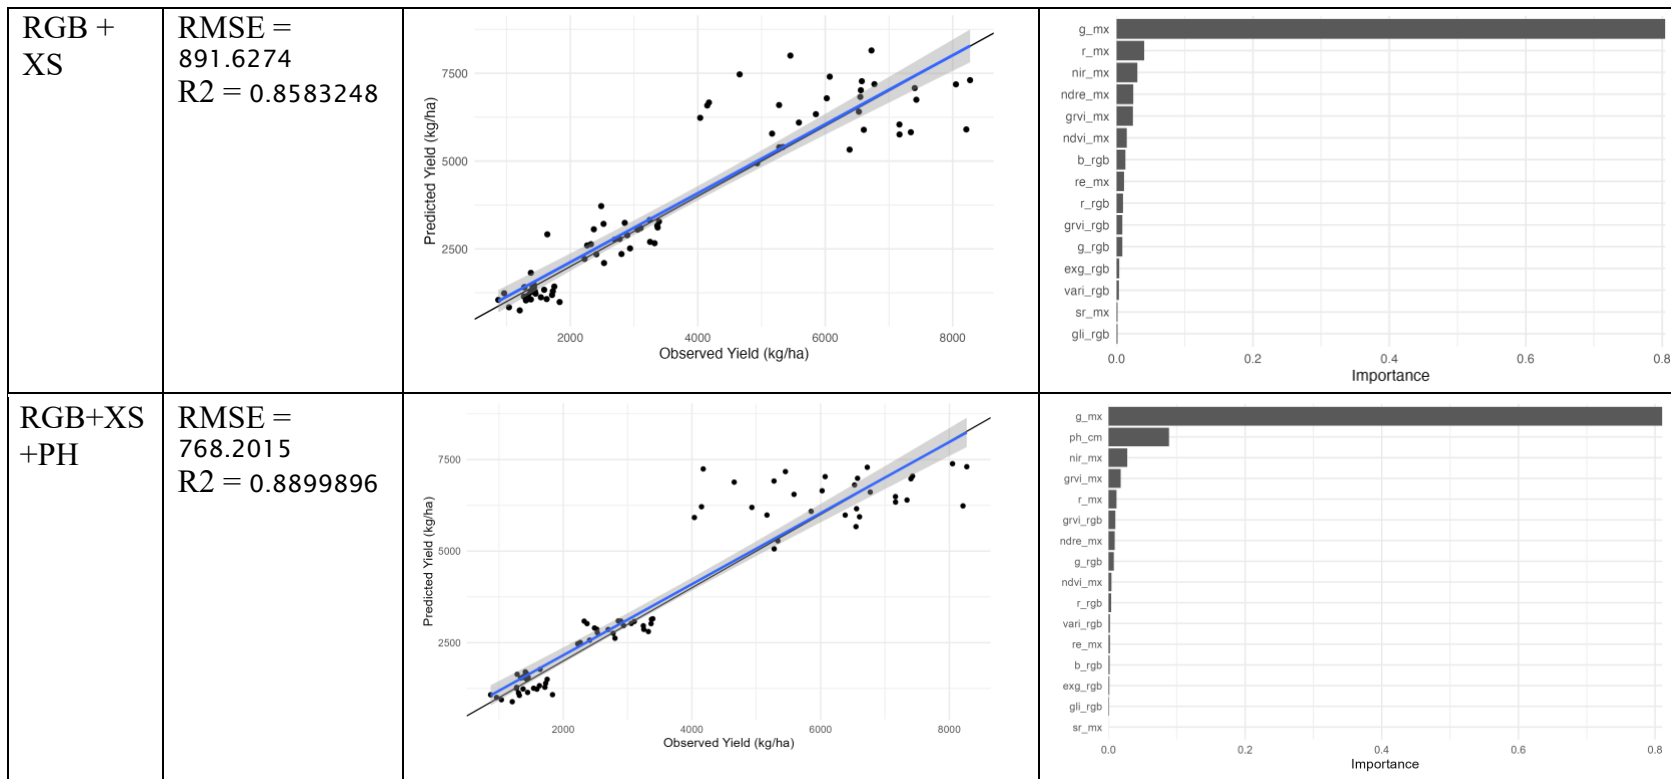 RGB +
XS
RMSE =
891.6274
R2 = 0.8583248
Predicted Yield (kg/ha)
7500
5000
2500
2000 4000 6000 8000
Observed Yield (kg/ha)
g_mx
r_mx
nir_mx
ndre_mx
grvi_mx
ndvi_mx
b_rgb
re_mx
r_rgb
grvi_rgb
g_rgb
exg_rgb
vari_rgb
sr_mx
gli_rgb
0.0 0.2 0.4 0.6 0.8
Importance
RGB+XS
+PH
RMSE =
768.2015
R2 = 0.8899896
Predicted Yield (kg/ha)
7500
5000
2500
2000 4000 6000 8000
Observed Yield (kg/ha)
g_mx
ph_cm
nir_mx
grvi_mx
r_mx
grvi_rgb
ndre_mx
g_rgb
ndvi_mx
r_rgb
vari_rgb
re_mx
b_rgb
exg_rgb
gli_rgb
sr_mx
0.0 0.2 0.4 0.6 0.8
Importance